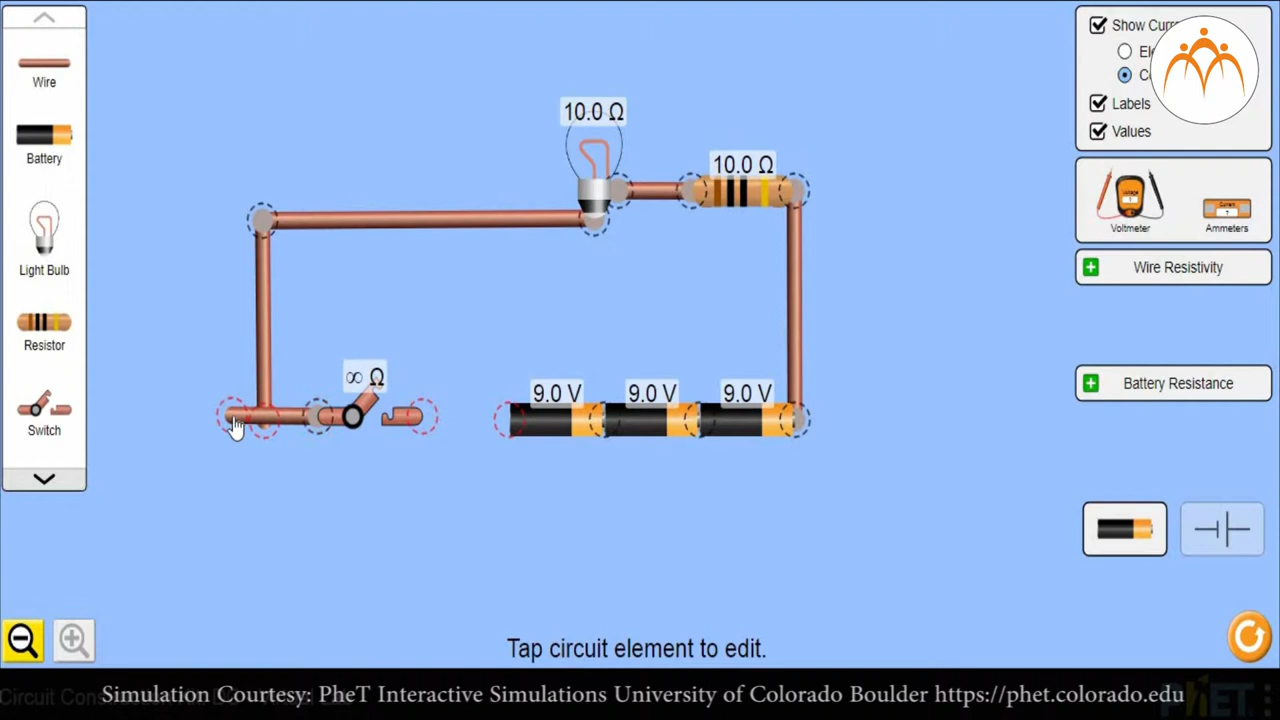 Wire
Battery
Light Bulb
Resistor
Switch
10.0 Ω
10.0 Ω
∞ Ω
9.0 V
9.0 V
9.0 V
Show Curr
Labels
Values
Voltmeter
Ammeters
Wire Resistivity
Battery Resistance
Tap circuit element to edit.
Simulation Courtesy: PheT Interactive Simulations University of Colorado Boulder https://phet.colorado.edu